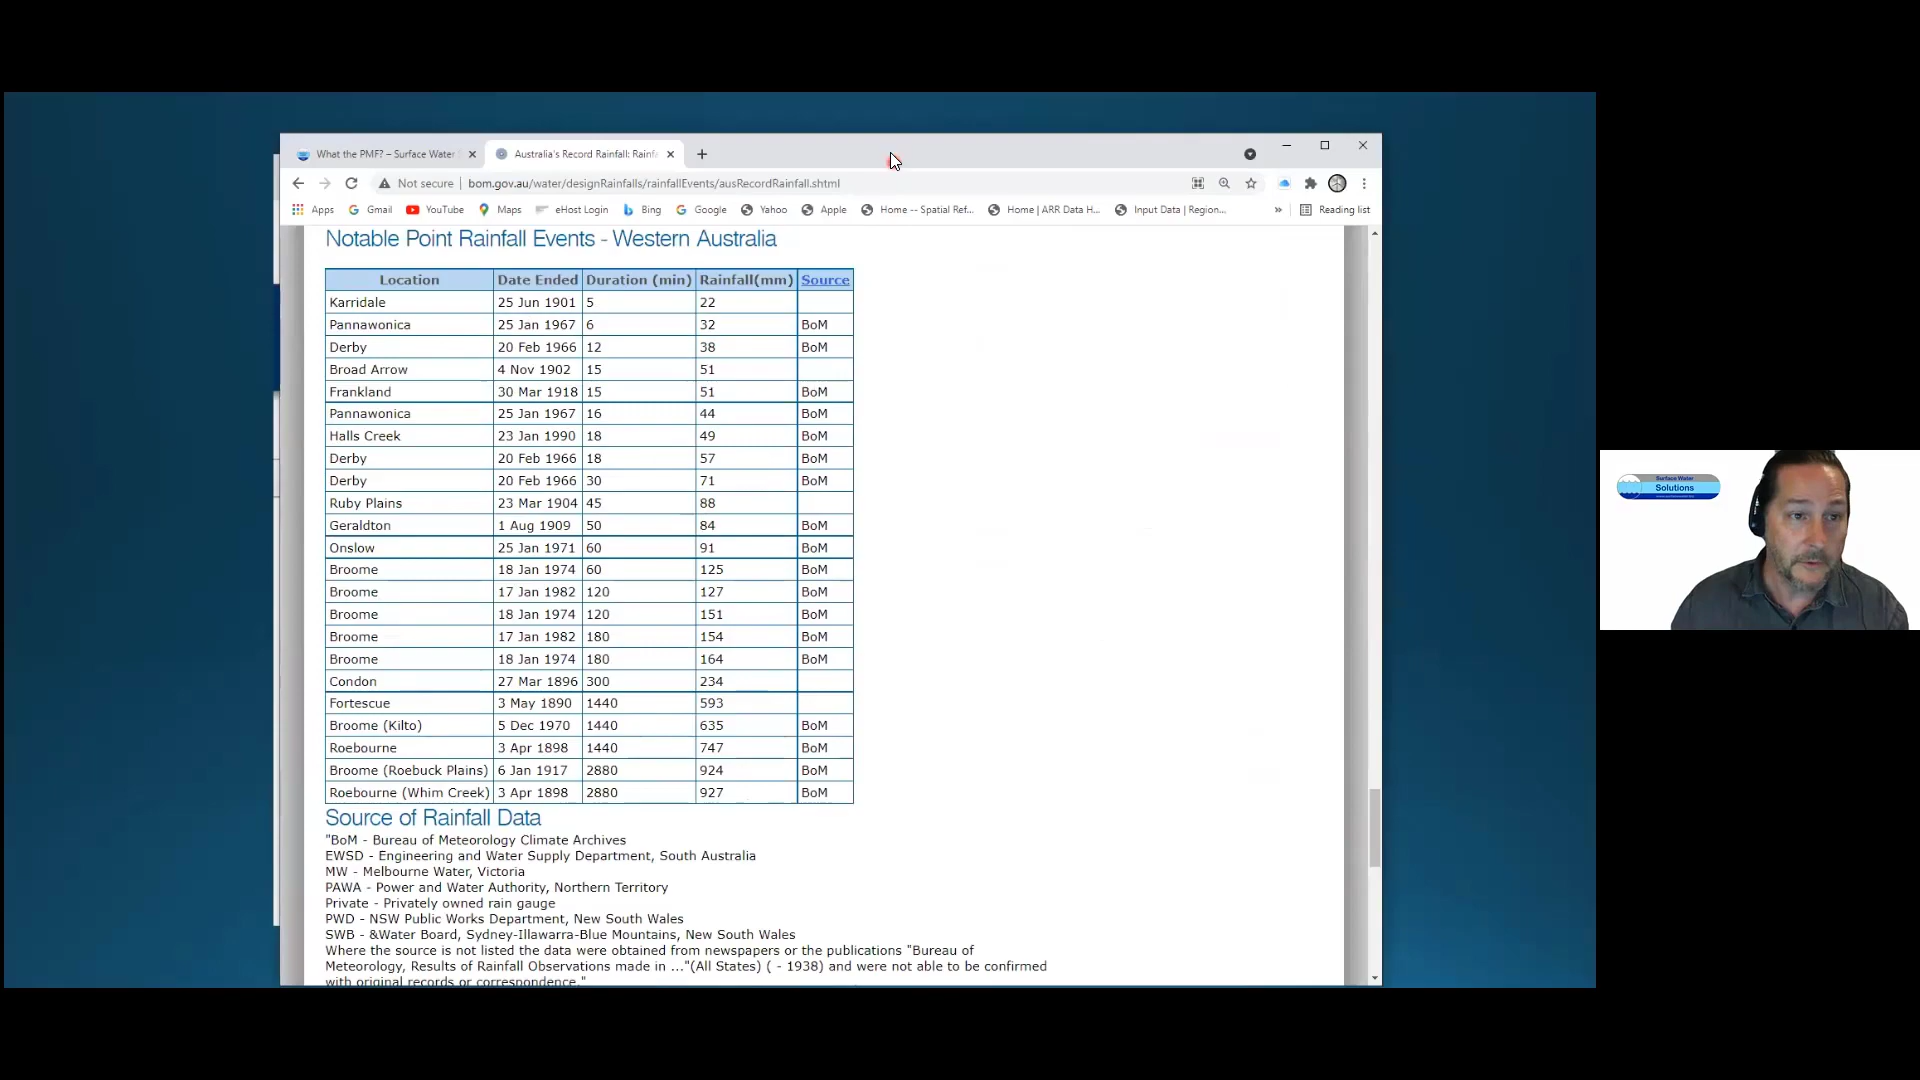 What the PMF? – Surface Water
Australia's Record Rainfall: Rainfa
Not secure bom.gov.au/water/designRainfalls/rainfallEvents/ausRecordRainfall.shtml
Apps Gmail YouTube Maps eHost Login Bing Google Yahoo Apple Home -- Spatial Ref... Home | ARR Data H... Input Data | Region... » Reading list
Notable Point Rainfall Events - Western Australia
Location Date Ended Duration (min) Rainfall(mm) Source
Karridale 25 Jun 1901 5 22
Pannawonica 25 Jan 1967 6 32 BoM
Derby 20 Feb 1966 12 38 BoM
Broad Arrow 4 Nov 1902 15 51
Frankland 30 Mar 1918 15 51 BoM
Pannawonica 25 Jan 1967 16 44 BoM
Halls Creek 23 Jan 1990 18 49 BoM
Derby 20 Feb 1966 18 57 BoM
Derby 20 Feb 1966 30 71 BoM
Ruby Plains 23 Mar 1904 45 88
Geraldton 1 Aug 1909 50 84 BoM
Onslow 25 Jan 1971 60 91 BoM
Broome 18 Jan 1974 60 125 BoM
Broome 17 Jan 1982 120 127 BoM
Broome 18 Jan 1974 120 151 BoM
Broome 17 Jan 1982 180 154 BoM
Broome 18 Jan 1974 180 164 BoM
Condon 27 Mar 1896 300 234
Fortescue 3 May 1890 1440 593
Broome (Kilto) 5 Dec 1970 1440 635 BoM
Roebourne 3 Apr 1898 1440 747 BoM
Broome (Roebuck Plains) 6 Jan 1917 2880 924 BoM
Roebourne (Whim Creek) 3 Apr 1898 2880 927 BoM
Source of Rainfall Data
"BoM - Bureau of Meteorology Climate Archives
EWSD - Engineering and Water Supply Department, South Australia
MW - Melbourne Water, Victoria
PAWA - Power and Water Authority, Northern Territory
Private - Privately owned rain gauge
PWD - NSW Public Works Department, New South Wales
SWB - &Water Board, Sydney-Illawarra-Blue Mountains, New South Wales
Where the source is not listed the data were obtained from newspapers or the publications "Bureau of
Meteorology, Results of Rainfall Observations made in ..."(All States) ( - 1938) and were not able to be confirmed
with original records or correspondence."
Surface Water
Solutions